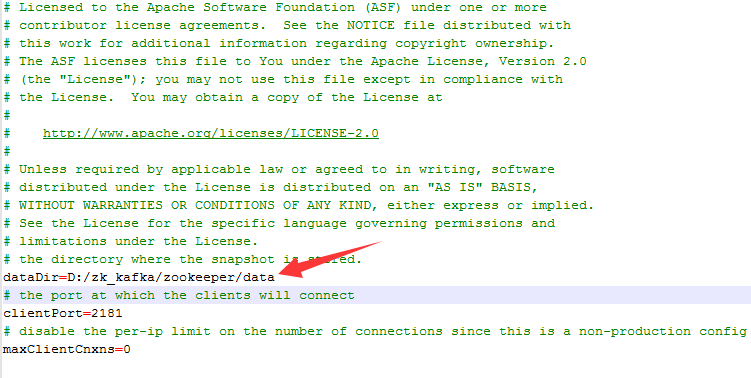 # Licensed to the Apache Software Foundation (ASF) under one or more
# contributor license agreements.  See the NOTICE file distributed with
# this work for additional information regarding copyright ownership.
# The ASF licenses this file to You under the Apache License, Version 2.0
# (the "License"); you may not use this file except in compliance with
# the License.  You may obtain a copy of the License at
#
#    http://www.apache.org/licenses/LICENSE-2.0
#
# Unless required by applicable law or agreed to in writing, software
# distributed under the License is distributed on an "AS IS" BASIS,
# WITHOUT WARRANTIES OR CONDITIONS OF ANY KIND, either express or implied.
# See the License for the specific language governing permissions and
# limitations under the License.
# the directory where the snapshot is stored.
dataDir=D:/zk_kafka/zookeeper/data
# the port at which the clients will connect
clientPort=2181
# disable the per-ip limit on the number of connections since this is a non-production config
maxClientCnxns=0